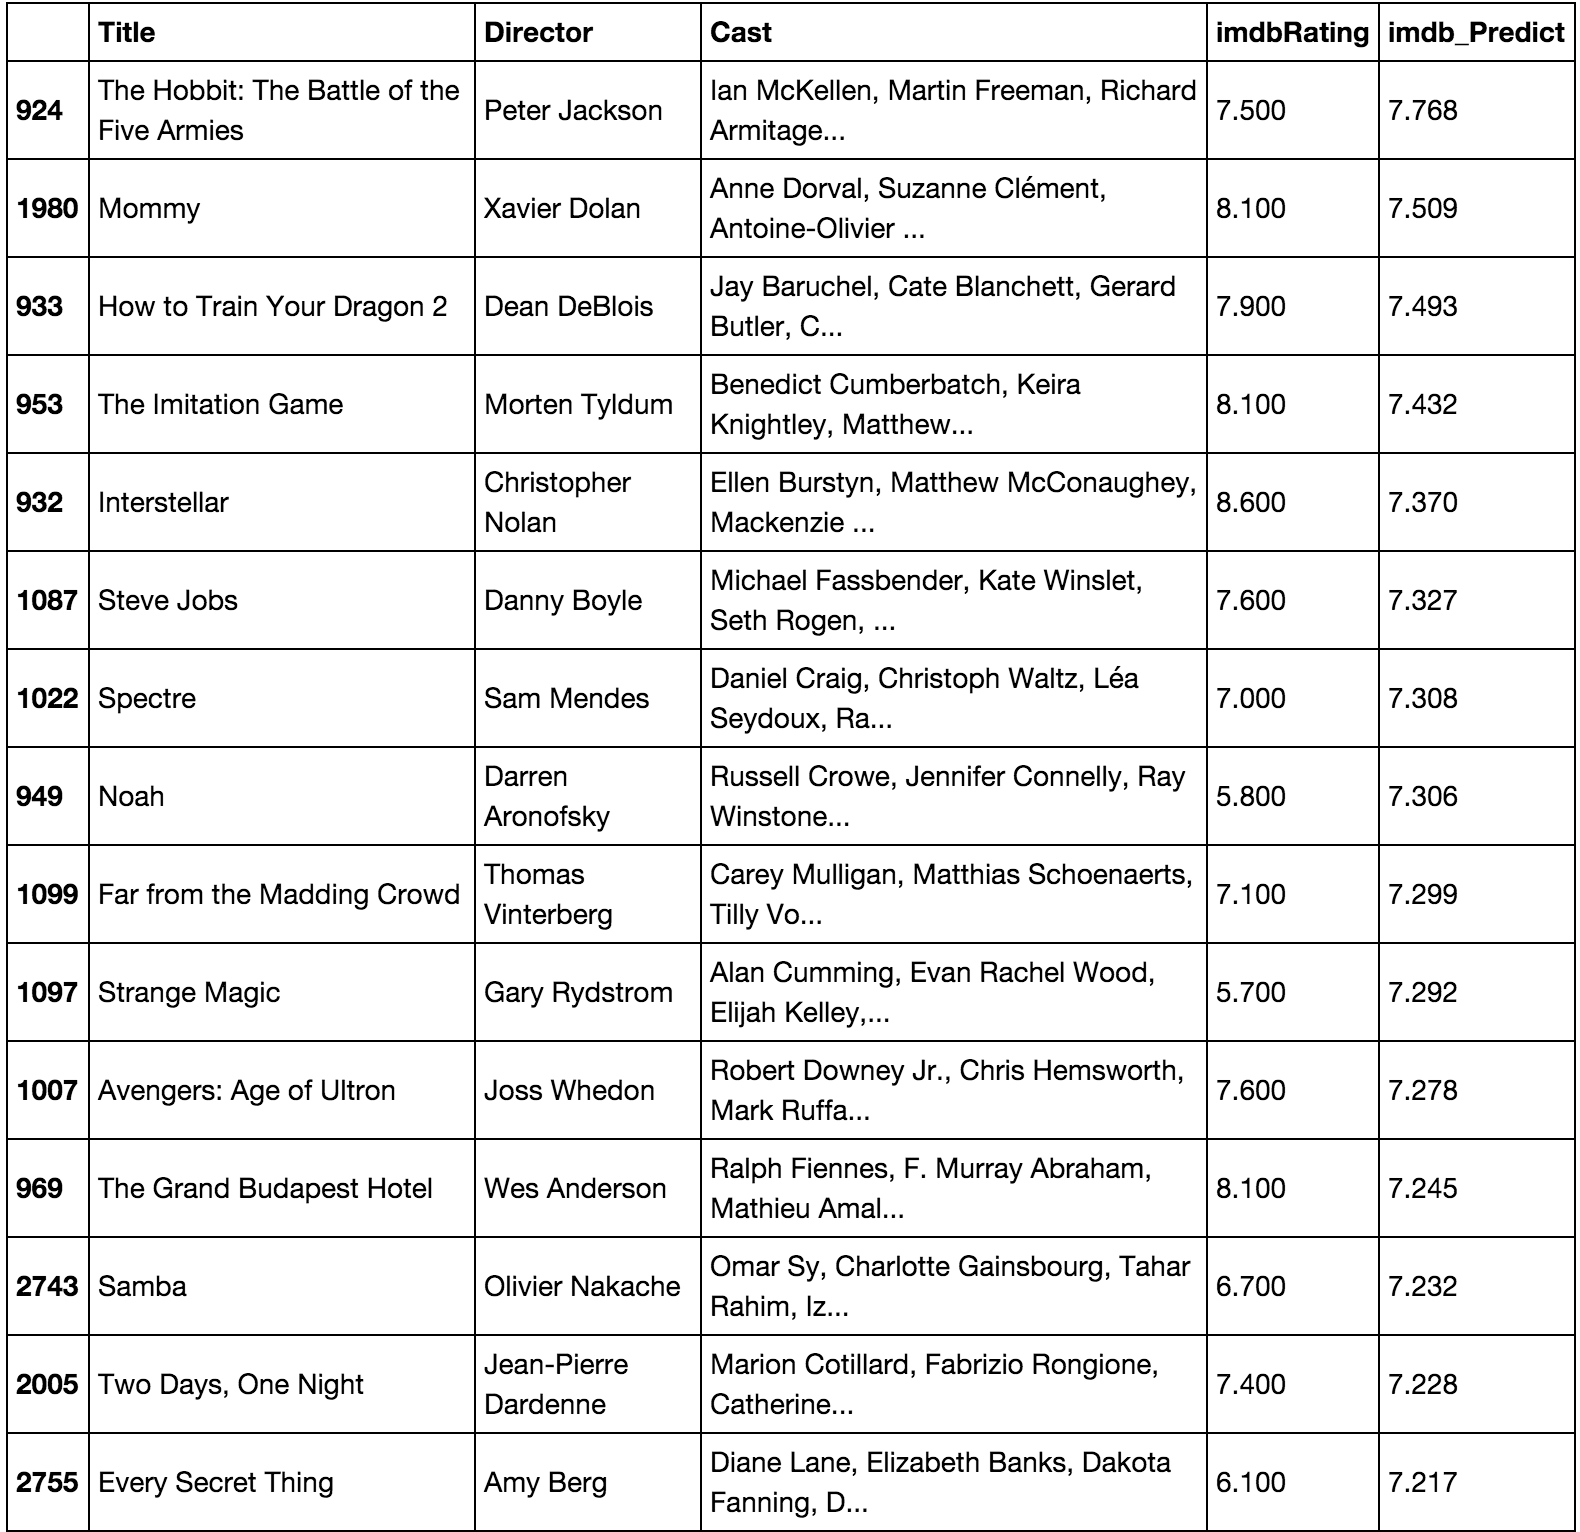 Title Director Cast imdbRating imdb_Predict
924 The Hobbit: The Battle of the Five Armies Peter Jackson Ian McKellen, Martin Freeman, Richard Armitage... 7.500 7.768
1980 Mommy Xavier Dolan Anne Dorval, Suzanne Clément, Antoine-Olivier ... 8.100 7.509
933 How to Train Your Dragon 2 Dean DeBlois Jay Baruchel, Cate Blanchett, Gerard Butler, C... 7.900 7.493
953 The Imitation Game Morten Tyldum Benedict Cumberbatch, Keira Knightley, Matthew... 8.100 7.432
932 Interstellar Christopher Nolan Ellen Burstyn, Matthew McConaughey, Mackenzie ... 8.600 7.370
1087 Steve Jobs Danny Boyle Michael Fassbender, Kate Winslet, Seth Rogen, ... 7.600 7.327
1022 Spectre Sam Mendes Daniel Craig, Christoph Waltz, Léa Seydoux, Ra... 7.000 7.308
949 Noah Darren Aronofsky Russell Crowe, Jennifer Connelly, Ray Winstone... 5.800 7.306
1099 Far from the Madding Crowd Thomas Vinterberg Carey Mulligan, Matthias Schoenaerts, Tilly Vo... 7.100 7.299
1097 Strange Magic Gary Rydstrom Alan Cumming, Evan Rachel Wood, Elijah Kelley,... 5.700 7.292
1007 Avengers: Age of Ultron Joss Whedon Robert Downey Jr., Chris Hemsworth, Mark Ruffa... 7.600 7.278
969 The Grand Budapest Hotel Wes Anderson Ralph Fiennes, F. Murray Abraham, Mathieu Amal... 8.100 7.245
2743 Samba Olivier Nakache Omar Sy, Charlotte Gainsbourg, Tahar Rahim, Iz... 6.700 7.232
2005 Two Days, One Night Jean-Pierre Dardenne Marion Cotillard, Fabrizio Rongione, Catherine... 7.400 7.228
2755 Every Secret Thing Amy Berg Diane Lane, Elizabeth Banks, Dakota Fanning, D... 6.100 7.217